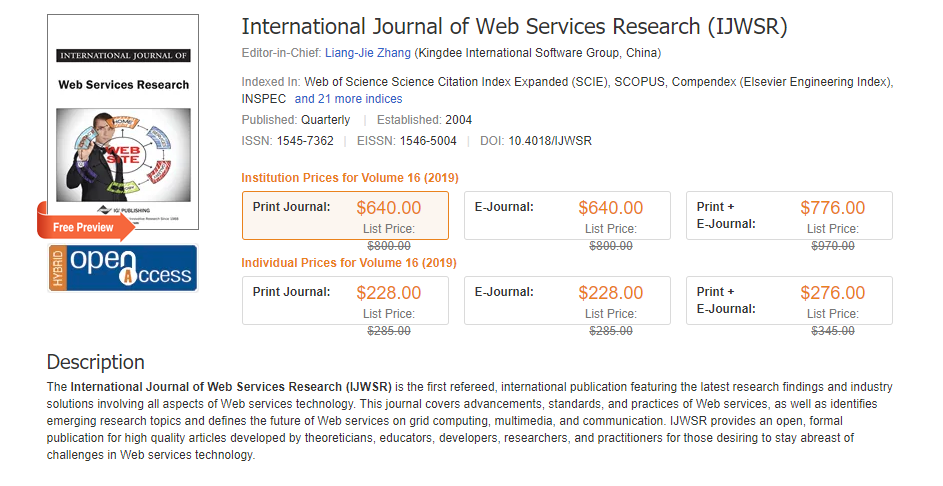 International Journal of Web Services Research (IJWSR)
Editor-in-Chief: Liang-Jie Zhang (Kingdee International Software Group, China)
Indexed In: Web of Science Science Citation Index Expanded (SCIE), SCOPUS, Compendex (Elsevier Engineering Index),
INSPEC and 21 more indices
Published: Quarterly | Established: 2004
ISSN: 1545-7362 | EISSN: 1546-5004 | DOI: 10.4018/IJWSR
INTERNATIONAL JOURNAL OF
Web Services Research
HOME
WEB
SITE
IGI PUBLISHING
Free Preview
HYBRID
open
Access
Institution Prices for Volume 16 (2019)
Print Journal: $640.00
List Price:
$800.00
E-Journal: $640.00
List Price:
$800.00
Print +
E-Journal:
$776.00
List Price:
$970.00
Individual Prices for Volume 16 (2019)
Print Journal: $228.00
List Price:
$285.00
E-Journal: $228.00
List Price:
$285.00
Print +
E-Journal:
$276.00
List Price:
$345.00
Description
The International Journal of Web Services Research (IJWSR) is the first refereed, international publication featuring the latest research findings and industry
solutions involving all aspects of Web services technology. This journal covers advancements, standards, and practices of Web services, as well as identifies
emerging research topics and defines the future of Web services on grid computing, multimedia, and communication. IJWSR provides an open, formal
publication for high quality articles developed by theoreticians, educators, developers, researchers, and practitioners for those desiring to stay abreast of
challenges in Web services technology.